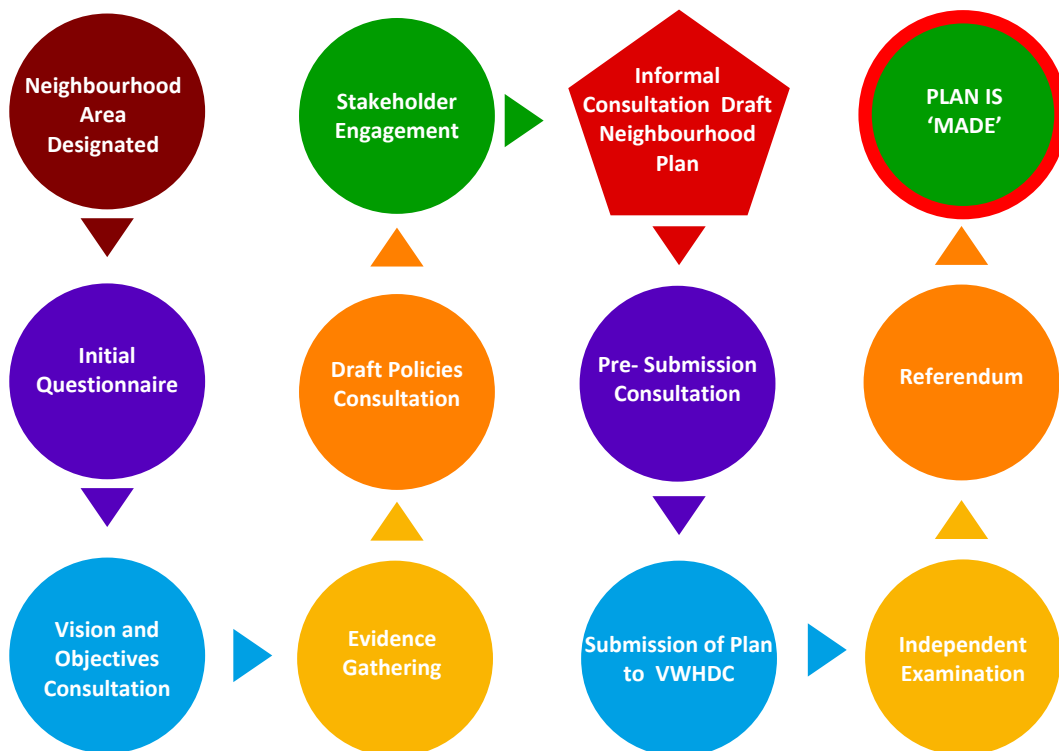 Neighbourhood
Area
Designated
Initial
Questionnaire
Vision and
Objectives
Consultation
Evidence
Gathering
Draft Policies
Consultation
Stakeholder
Engagement
Informal
Consultation Draft
Neighbourhood
Plan
Pre- Submission
Consultation
Submission of Plan
to VWHDC
Independent
Examination
Referendum
PLAN IS
‘MADE’